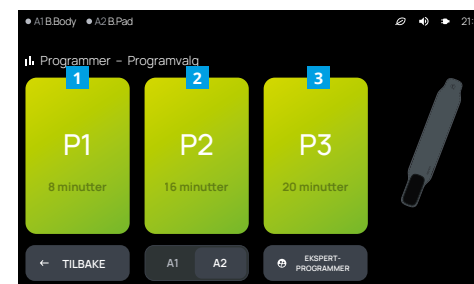 A1 B.Body A2 B.Pad 21:
Programmer – Programvalg
1 2 3
P1 P2 P3
8 minutter 16 minutter 20 minutter
← TILBAKE A1 A2 EKSPERT-
PROGRAMMER